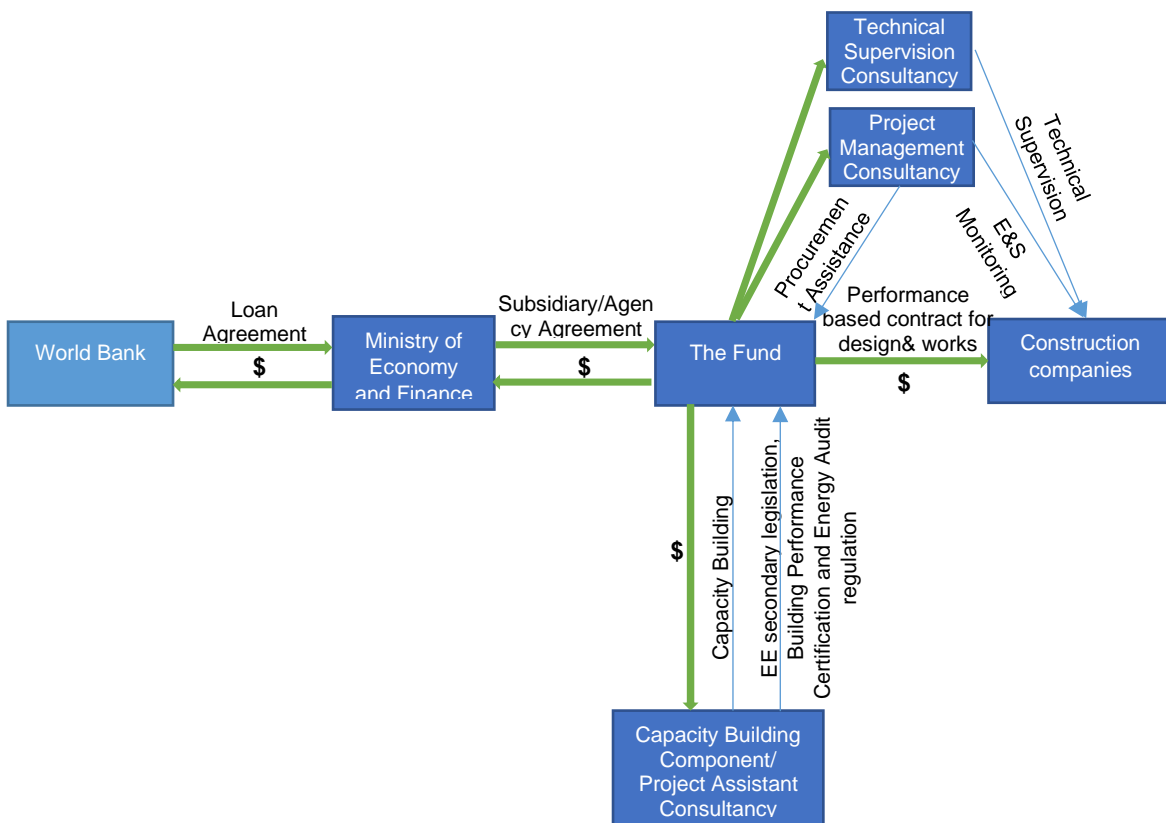 Technical
Supervision
Consultancy
Project
Management
Consultancy
Technical
Supervision
E&S
Monitoring
Procuremen
t Assistance
Loan
Agreement
$
Subsidiary/Agen
cy Agreement
$
Performance
based contract for
design& works
$
World Bank
Ministry of
Economy
and Finance
The Fund
Construction
companies
$
Capacity Building
EE secondary legislation,
Building Performance
Certification and Energy Audit
regulation
Capacity Building
Component/
Project Assistant
Consultancy